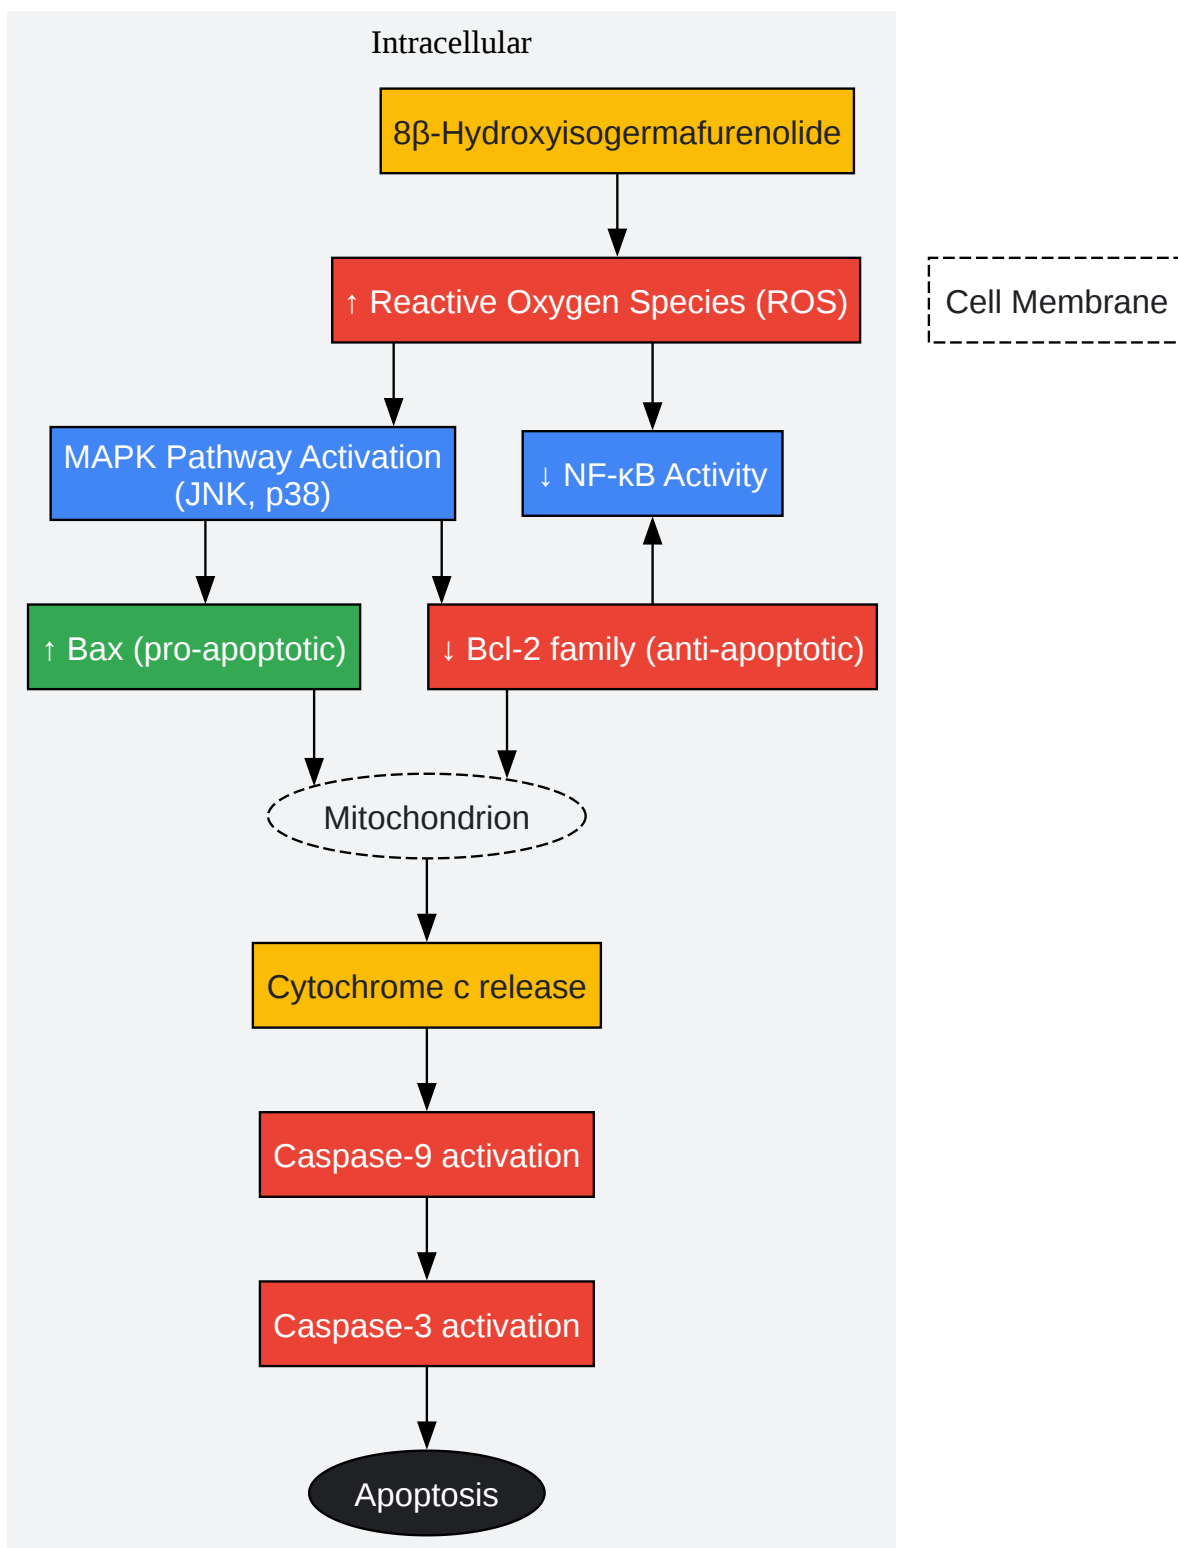 Intracellular
8β-Hydroxyisogermafurenolide
↑ Reactive Oxygen Species (ROS)
Cell Membrane
MAPK Pathway Activation
(JNK, p38)
↓ NF-κB Activity
↑ Bax (pro-apoptotic)
↓ Bcl-2 family (anti-apoptotic)
Mitochondrion
Cytochrome c release
Caspase-9 activation
Caspase-3 activation
Apoptosis